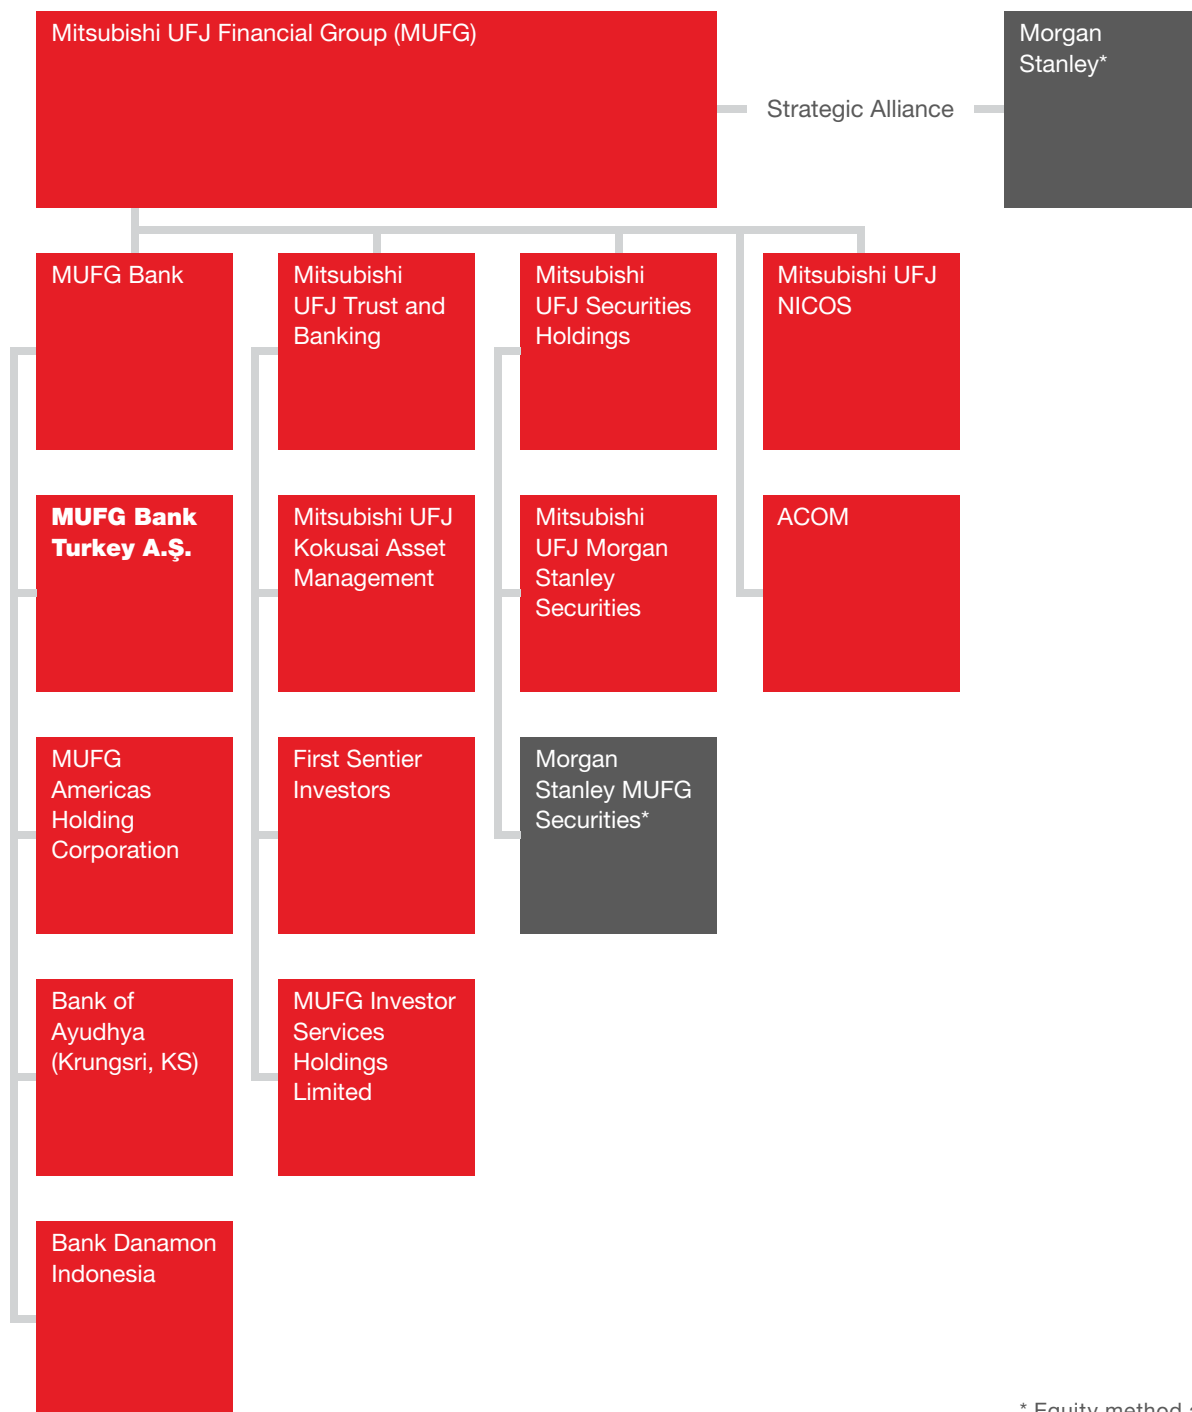 Mitsubishi UFJ Financial Group (MUFG)
Morgan
Stanley*
Strategic Alliance
MUFG Bank
Mitsubishi
UFJ Trust and
Banking
Mitsubishi
UFJ Securities
Holdings
Mitsubishi UFJ
NICOS
MUFG Bank
Turkey A.Ş.
Mitsubishi UFJ
Kokusai Asset
Management
Mitsubishi
UFJ Morgan
Stanley
Securities
ACOM
MUFG
Americas
Holding
Corporation
First Sentier
Investors
Morgan
Stanley MUFG
Securities*
Bank of
Ayudhya
(Krungsri, KS)
MUFG Investor
Services
Holdings
Limited
Bank Danamon
Indonesia
* Equity method